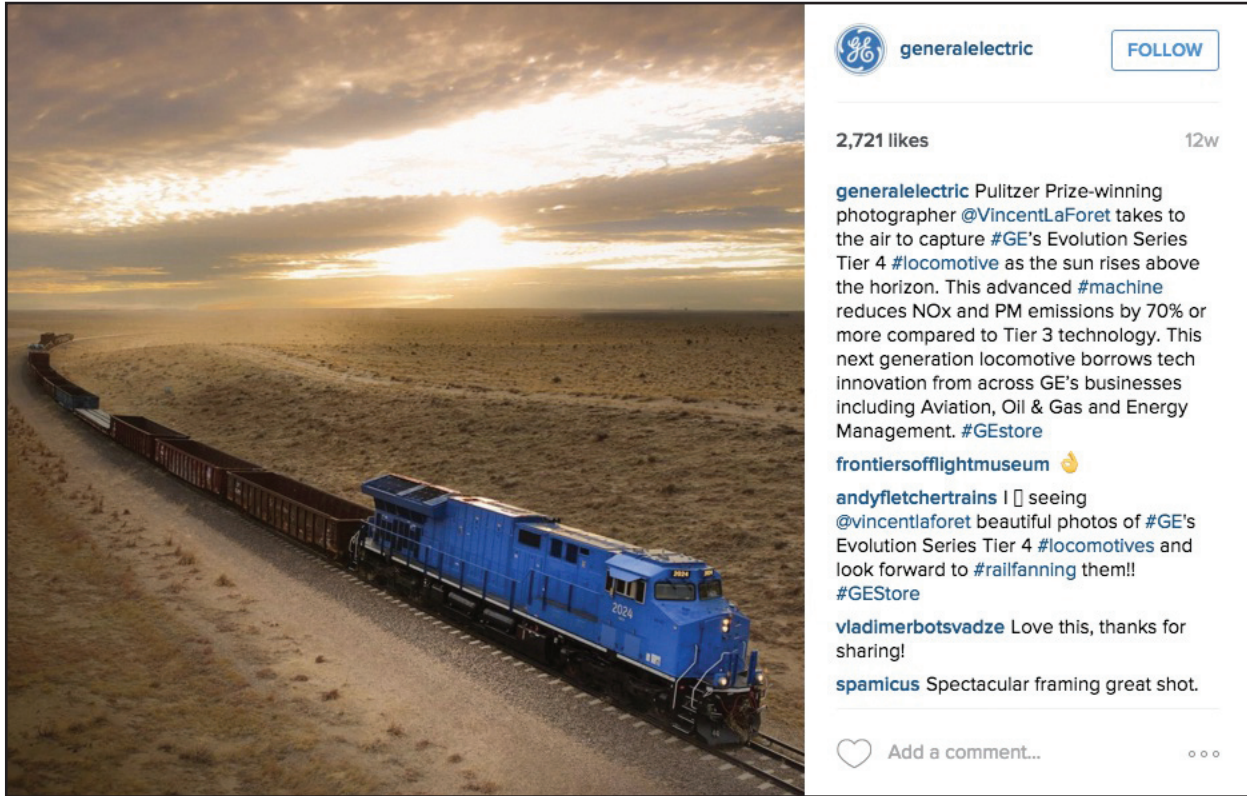 GE
generalelectric
FOLLOW
2,721 likes
12w
generalelectric Pulitzer Prize-winning
photographer @VincentLaForet takes to
the air to capture #GE's Evolution Series
Tier 4 #locomotive as the sun rises above
the horizon. This advanced #machine
reduces NOx and PM emissions by 70% or
more compared to Tier 3 technology. This
next generation locomotive borrows tech
innovation from across GE's businesses
including Aviation, Oil & Gas and Energy
Management. #GEstore
frontiersofflightmuseum 👌
andyfletchertrains I ▯ seeing
@vincentlaforet beautiful photos of #GE's
Evolution Series Tier 4 #locomotives and
look forward to #railfanning them!!
#GEStore
vladimerbotsvadze Love this, thanks for
sharing!
spamicus Spectacular framing great shot.
Add a comment...
2024
2024